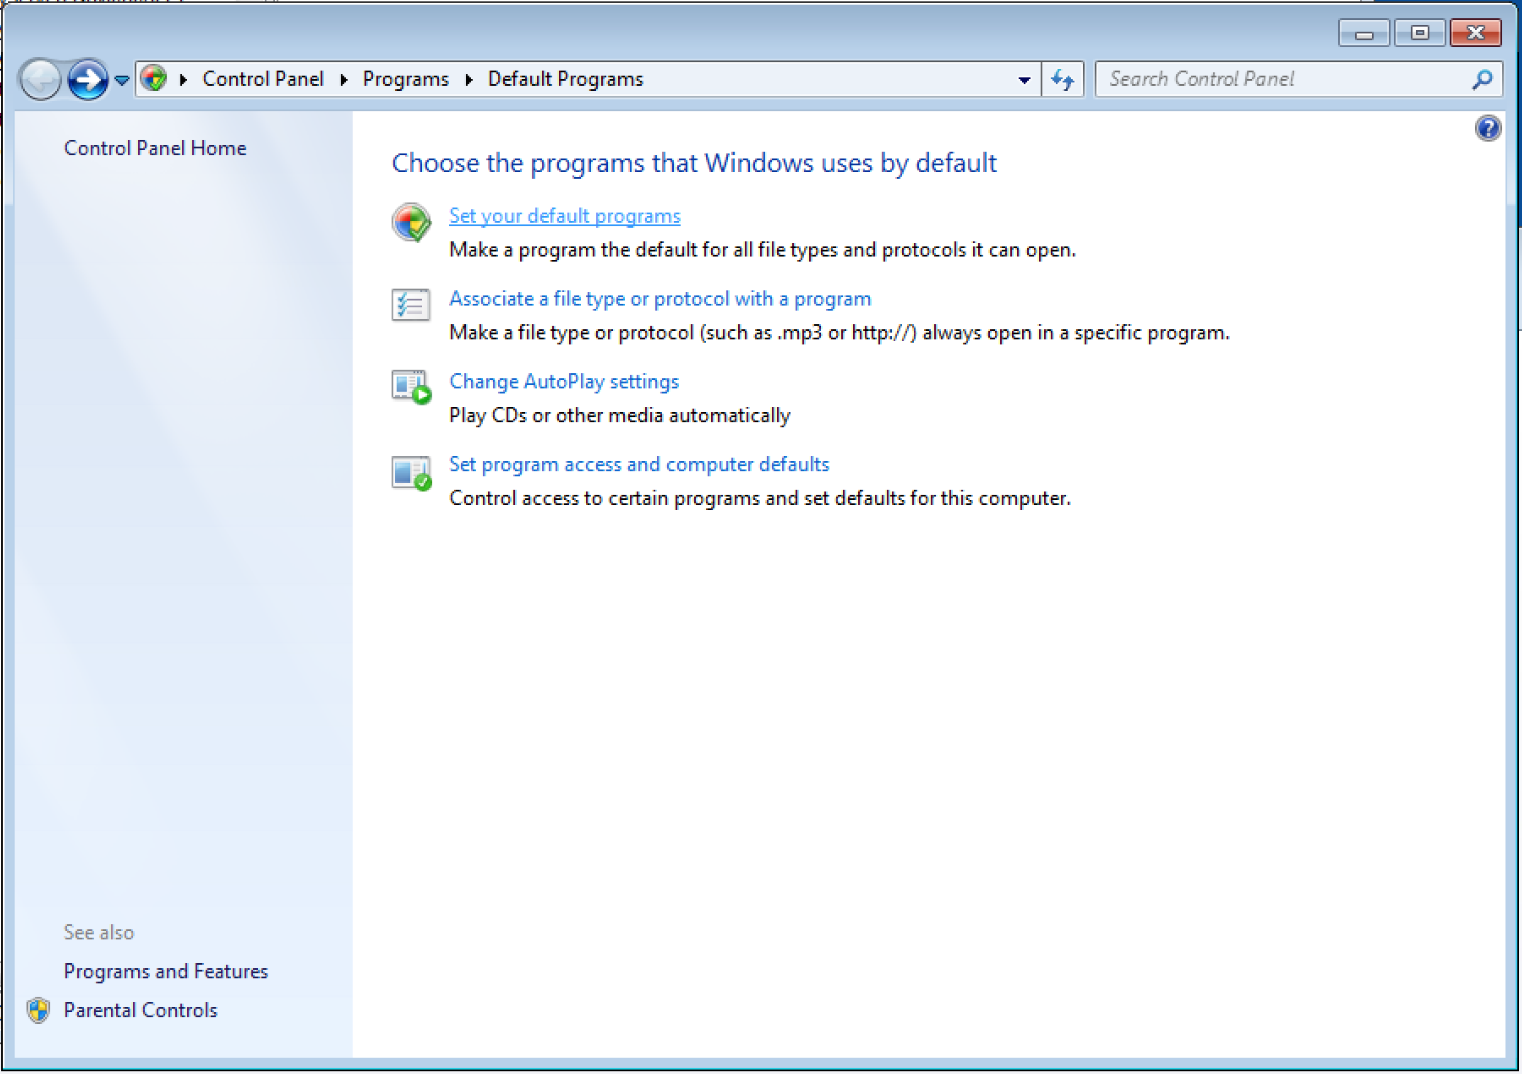 Control Panel Programs Default Programs
Search Control Panel
Control Panel Home
Choose the programs that Windows uses by default
Set your default programs
Make a program the default for all file types and protocols it can open.
Associate a file type or protocol with a program
Make a file type or protocol (such as .mp3 or http://) always open in a specific program.
Change AutoPlay settings
Play CDs or other media automatically
Set program access and computer defaults
Control access to certain programs and set defaults for this computer.
See also
Programs and Features
Parental Controls